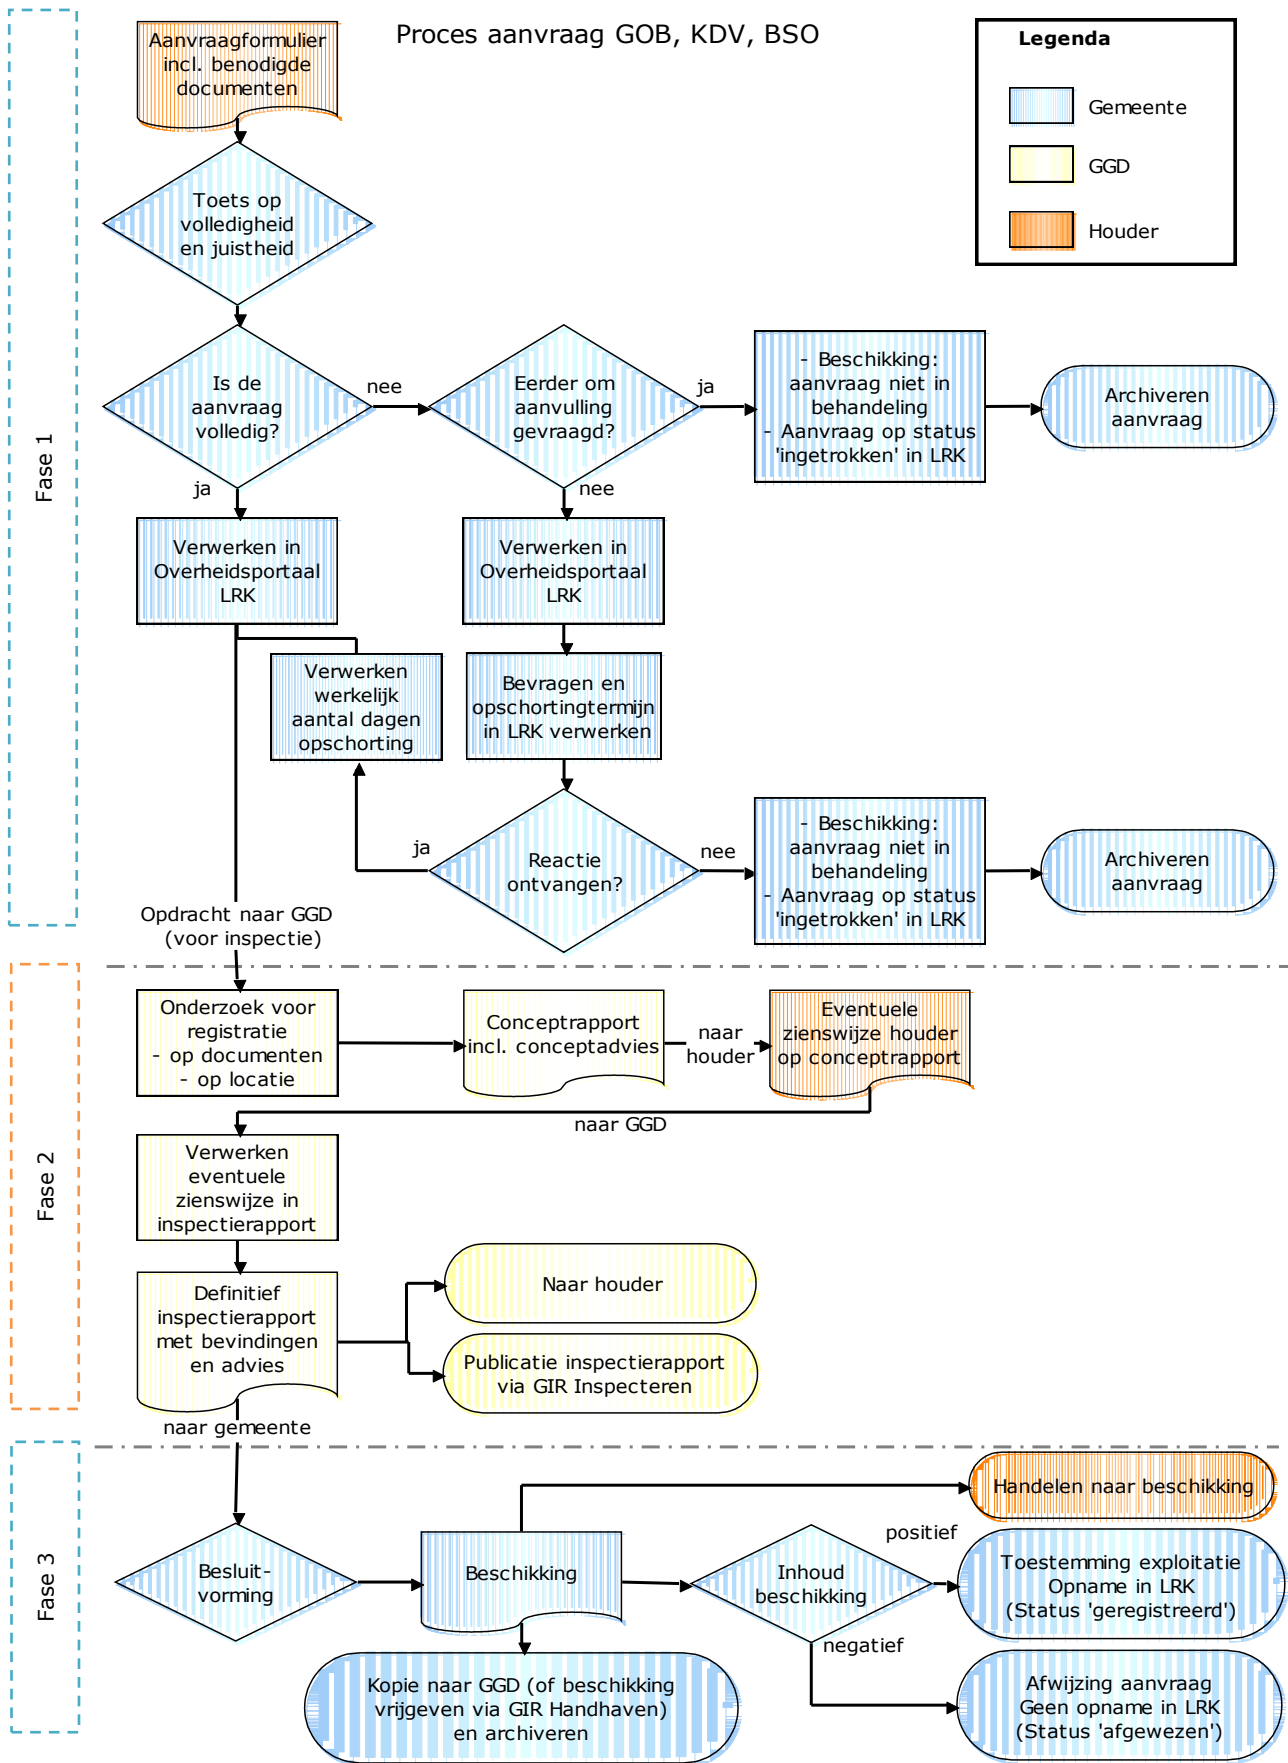 Proces aanvraag GOB, KDV, BSO
Legenda
Gemeente
GGD
Houder
Fase 1
Aanvraagformulier
incl. benodigde
documenten
Toets op
volledigheid
en juistheid
Is de
aanvraag
volledig?
nee
Eerder om
aanvulling
gevraagd?
ja
- Beschikking:
aanvraag niet in
behandeling
- Aanvraag op status
'ingetrokken' in LRK
Archiveren
aanvraag
ja
nee
Verwerken in
Overheidsportaal
LRK
Verwerken in
Overheidsportaal
LRK
Verwerken
werkelijk
aantal dagen
opschorting
Bevragen en
opschortingtermijn
in LRK verwerken
ja
Reactie
ontvangen?
nee
- Beschikking:
aanvraag niet in
behandeling
- Aanvraag op status
'ingetrokken' in LRK
Archiveren
aanvraag
Opdracht naar GGD
(voor inspectie)
Fase 2
Onderzoek voor
registratie
- op documenten
- op locatie
Conceptrapport
incl. conceptadvies
naar
houder
Eventuele
zienswijze houder
op conceptrapport
naar GGD
Verwerken
eventuele
zienswijze in
inspectierapport
Definitief
inspectierapport
met bevindingen
en advies
Naar houder
Publicatie inspectierapport
via GIR Inspecteren
naar gemeente
Fase 3
Besluit-
vorming
Beschikking
Handelen naar beschikking
Inhoud
beschikking
positief
Toestemming exploitatie
Opname in LRK
(Status 'geregistreerd')
negatief
Afwijzing aanvraag
Geen opname in LRK
(Status 'afgewezen')
Kopie naar GGD (of beschikking
vrijgeven via GIR Handhaven)
en archiveren